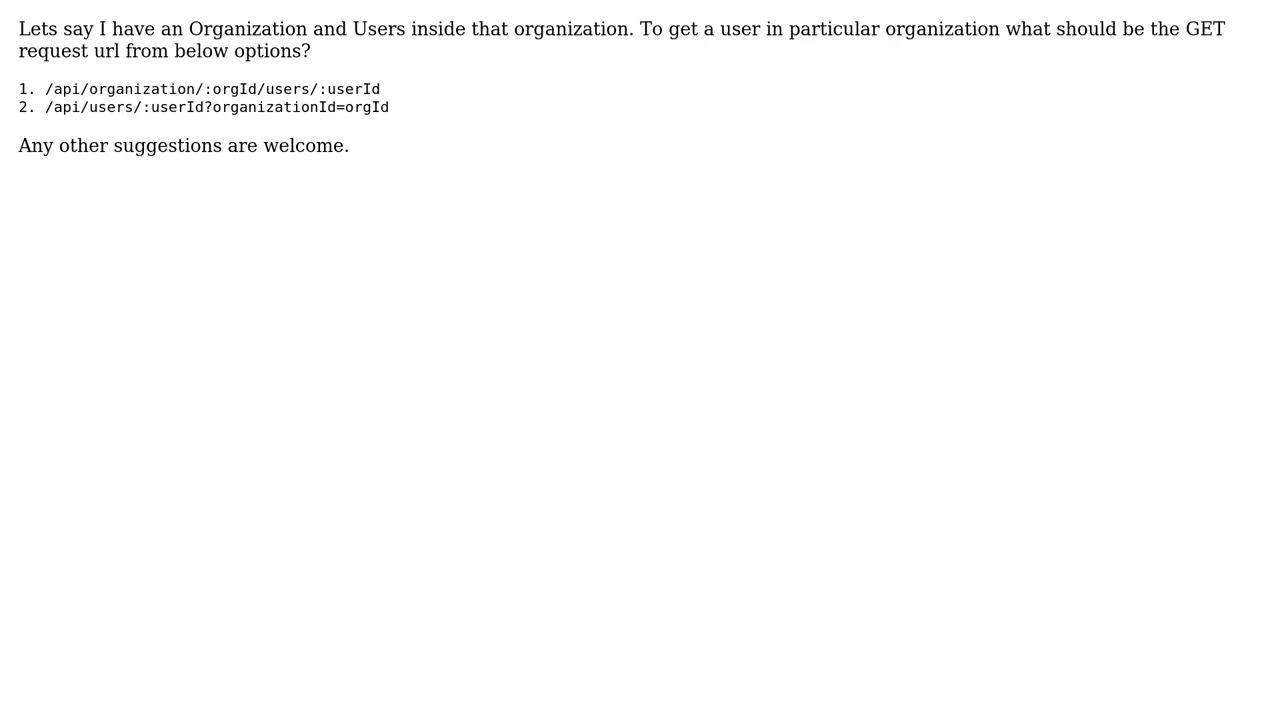 Lets say I have an Organization and Users inside that organization. To get a user in particular organization what should be the GET
request url from below options?
1. /api/organization/:orgId/users/:userId
2. /api/users/:userId?organizationId=orgId
Any other suggestions are welcome.